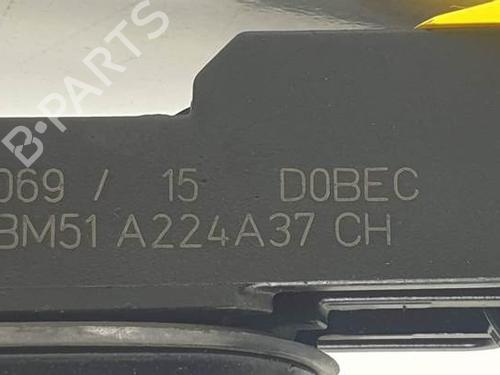 B-PARTS
069 / 15 D0BEC
BM51 A224A37 CH